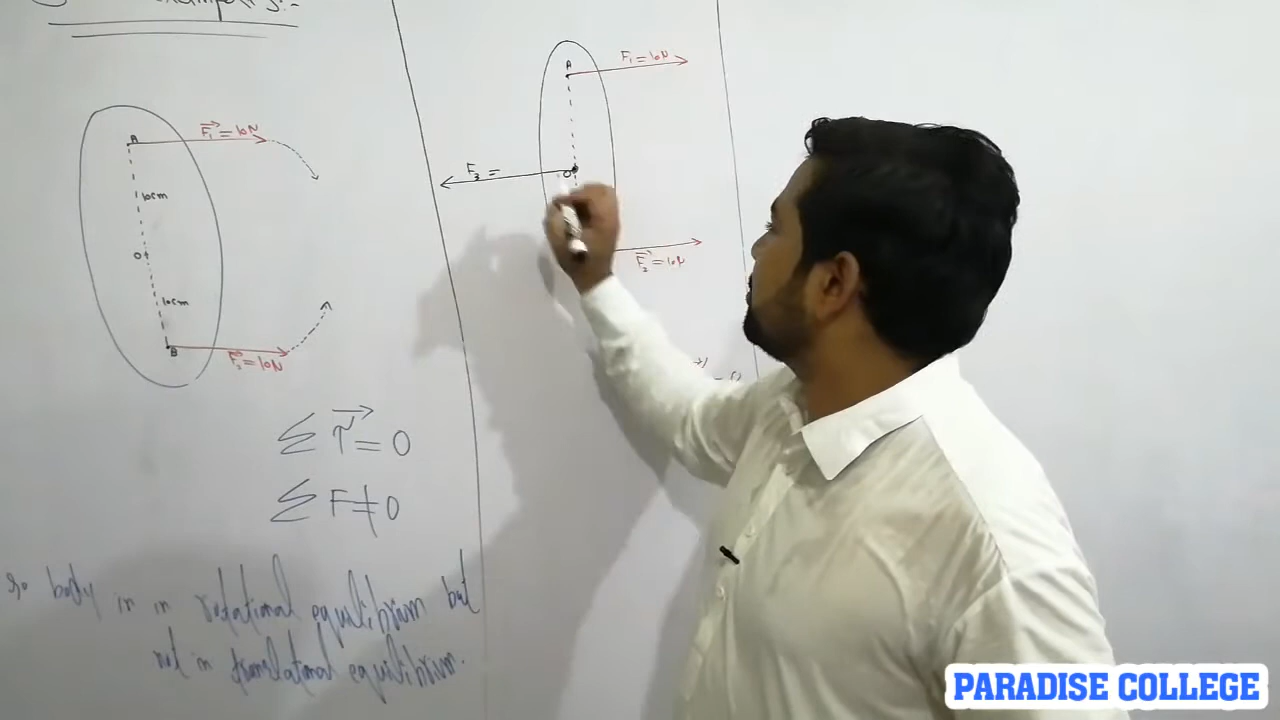 A
F₁ = 10N
10cm
O
10cm
B
F₂ = 10N
Σ τ = 0
Σ F ≠ 0
so body in in rotational equilibrium but
not in translational equilibrium.
A
F₁ = 10N
F₃ =
O
F₂ = 10N
PARADISE COLLEGE